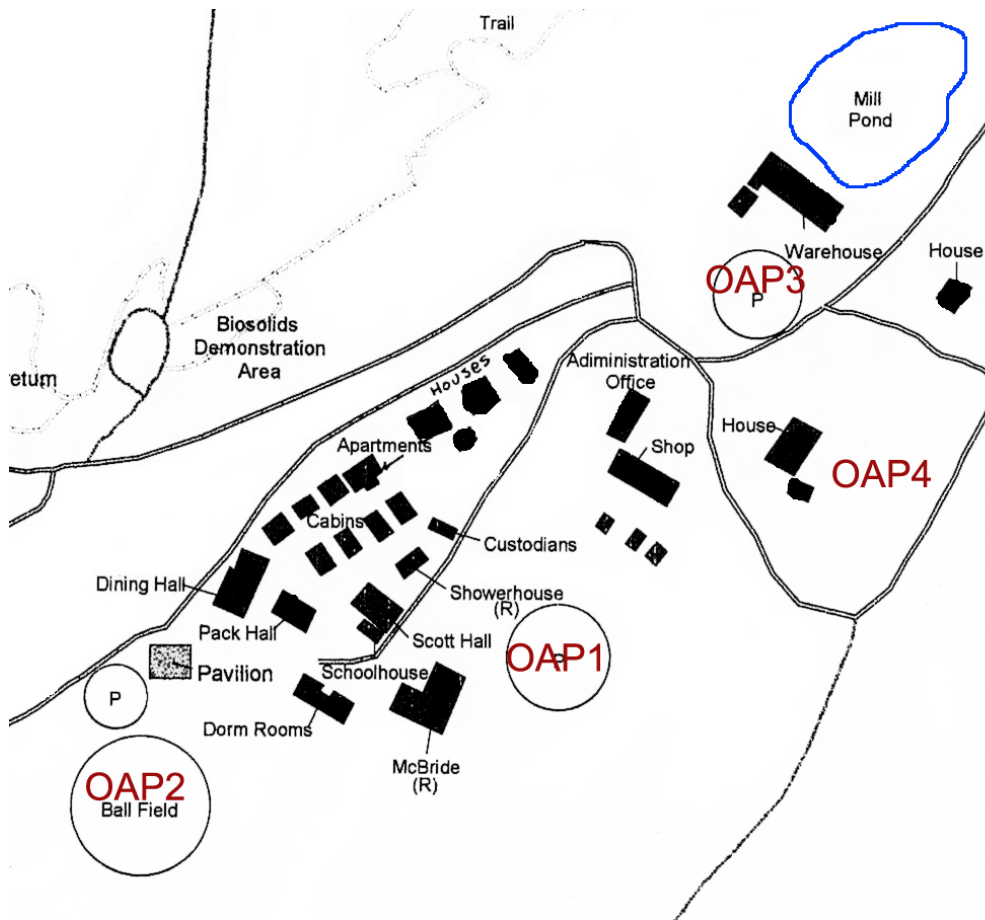 Trail
Mill
Pond
Warehouse
House
OAP3
P
Biosolids
Demonstration
Area
retum
Houses
Adiministration
Office
Apartments
House
Shop
OAP4
Cabins
Custodians
Dining Hall
Showerhouse
(R)
Pack Hall
Scott Hall
OAP1
P
Schoolhouse
Pavilion
P
Dorm Rooms
McBride
(R)
OAP2
Ball Field